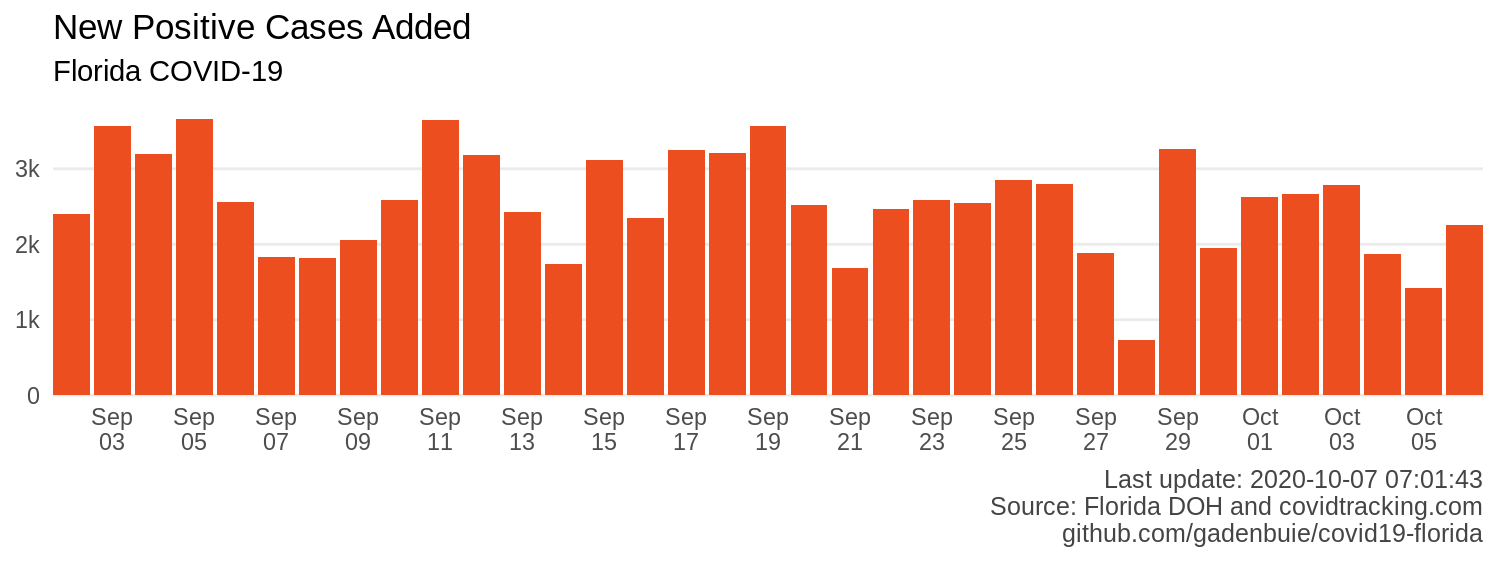 New Positive Cases Added
Florida COVID-19
3k
2k
1k
0
Sep Sep Sep Sep Sep Sep Sep Sep Sep Sep Sep Sep Sep Sep Oct Oct Oct
03 05 07 09 11 13 15 17 19 21 23 25 27 29 01 03 05
Last update: 2020-10-07 07:01:43
Source: Florida DOH and covidtracking.com
github.com/gadenbuie/covid19-florida